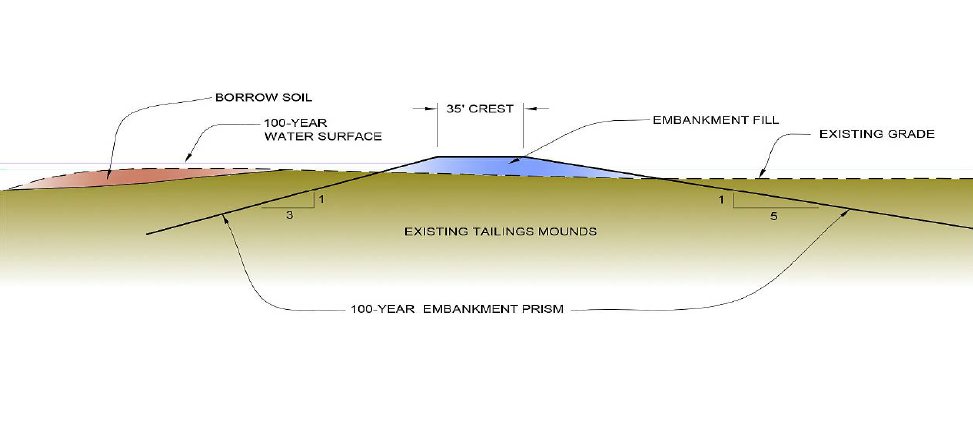 BORROW SOIL
100-YEAR
WATER SURFACE
35' CREST
EMBANKMENT FILL
EXISTING GRADE
1
3
1
5
EXISTING TAILINGS MOUNDS
100-YEAR EMBANKMENT PRISM